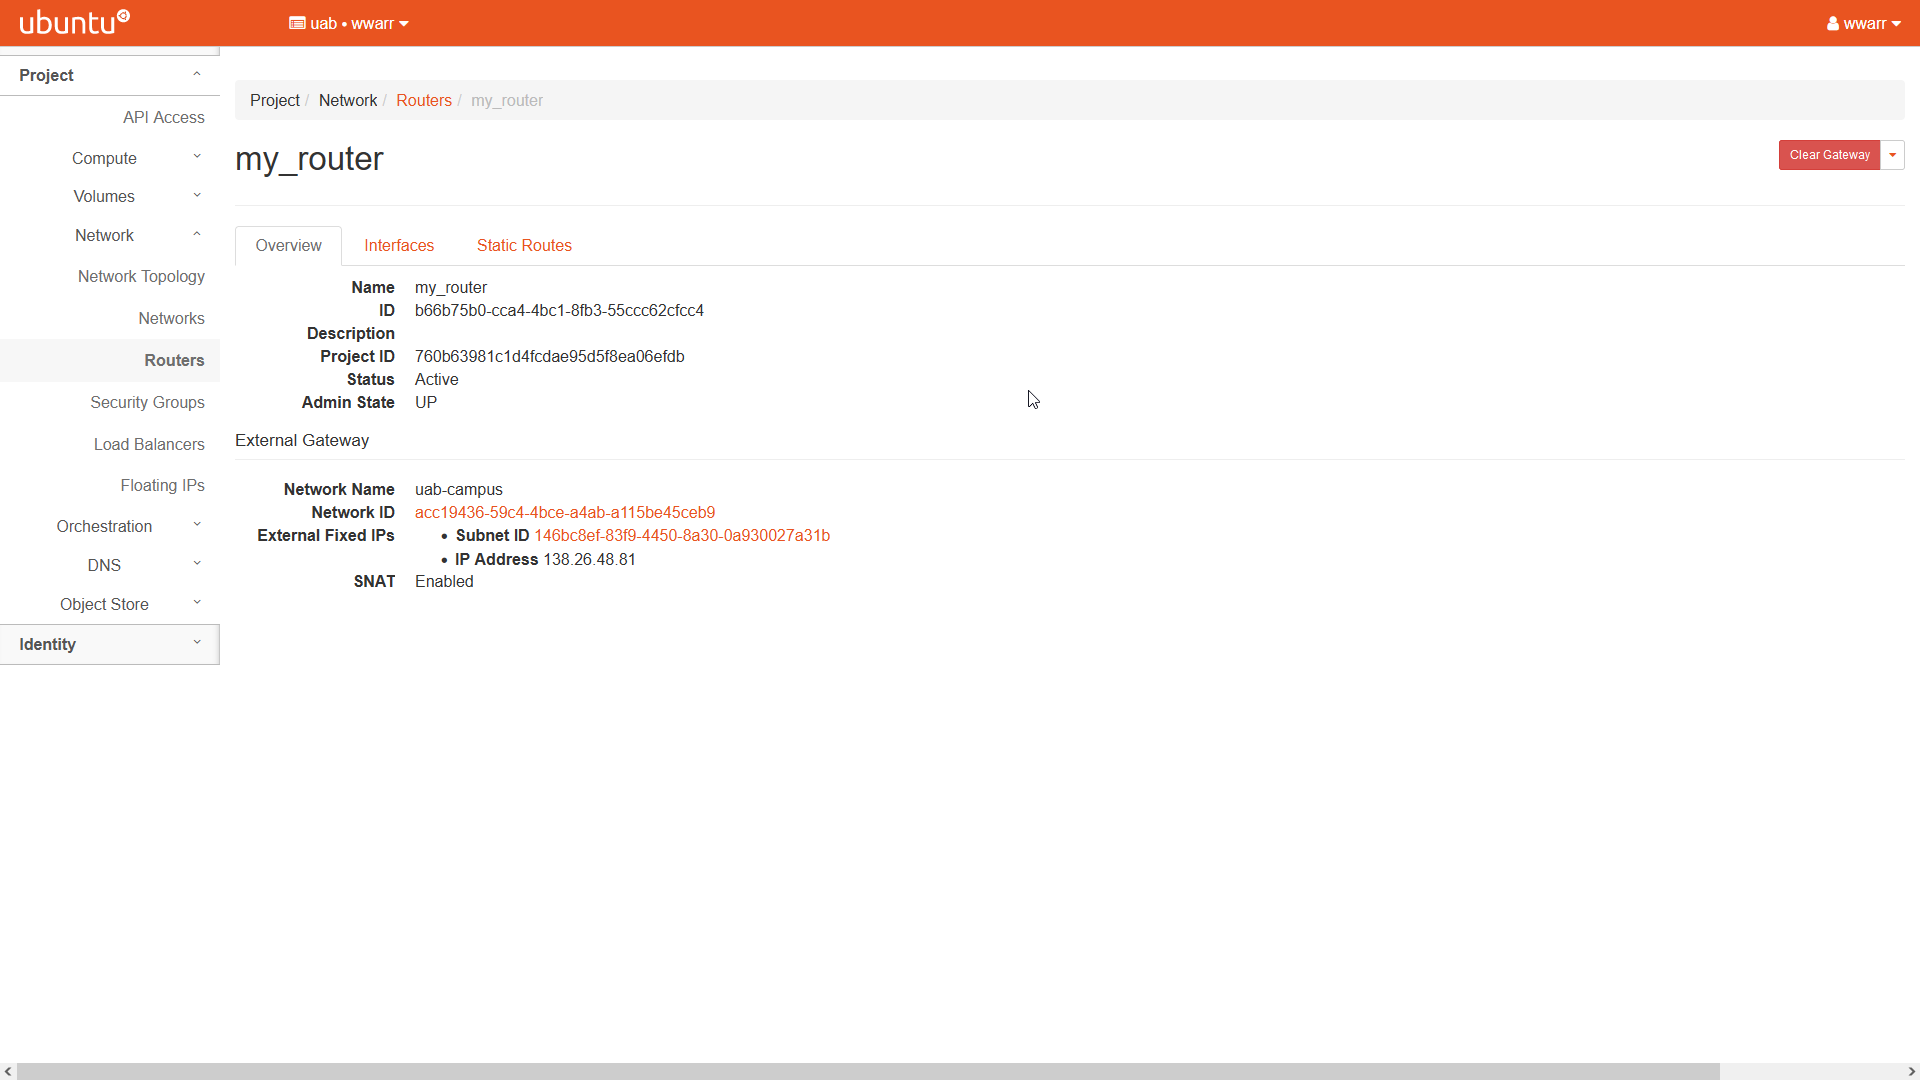 ubuntu
uab • wwarr
wwarr
Project
API Access
Compute
Volumes
Network
Network Topology
Networks
Routers
Security Groups
Load Balancers
Floating IPs
Orchestration
DNS
Object Store
Identity
Project / Network / Routers / my_router
my_router
Clear Gateway
Overview Interfaces Static Routes
Name my_router
ID b66b75b0-cca4-4bc1-8fb3-55ccc62cfcc4
Description
Project ID 760b63981c1d4fcdae95d5f8ea06efdb
Status Active
Admin State UP
External Gateway
Network Name uab-campus
Network ID acc19436-59c4-4bce-a4ab-a115be45ceb9
External Fixed IPs • Subnet ID 146bc8ef-83f9-4450-8a30-0a930027a31b
• IP Address 138.26.48.81
SNAT Enabled